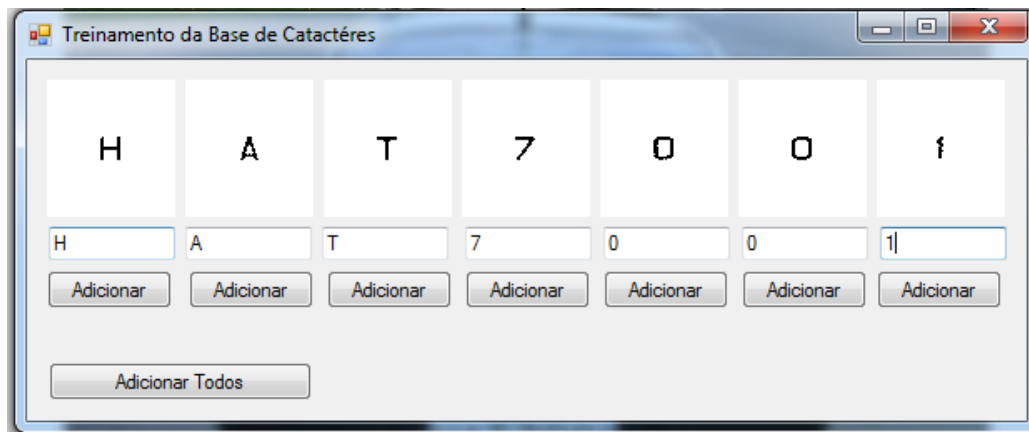 Treinamento da Base de Catactéres
H A T 7 0 0 1
H A T 7 0 0 1
Adicionar Adicionar Adicionar Adicionar Adicionar Adicionar Adicionar
Adicionar Todos